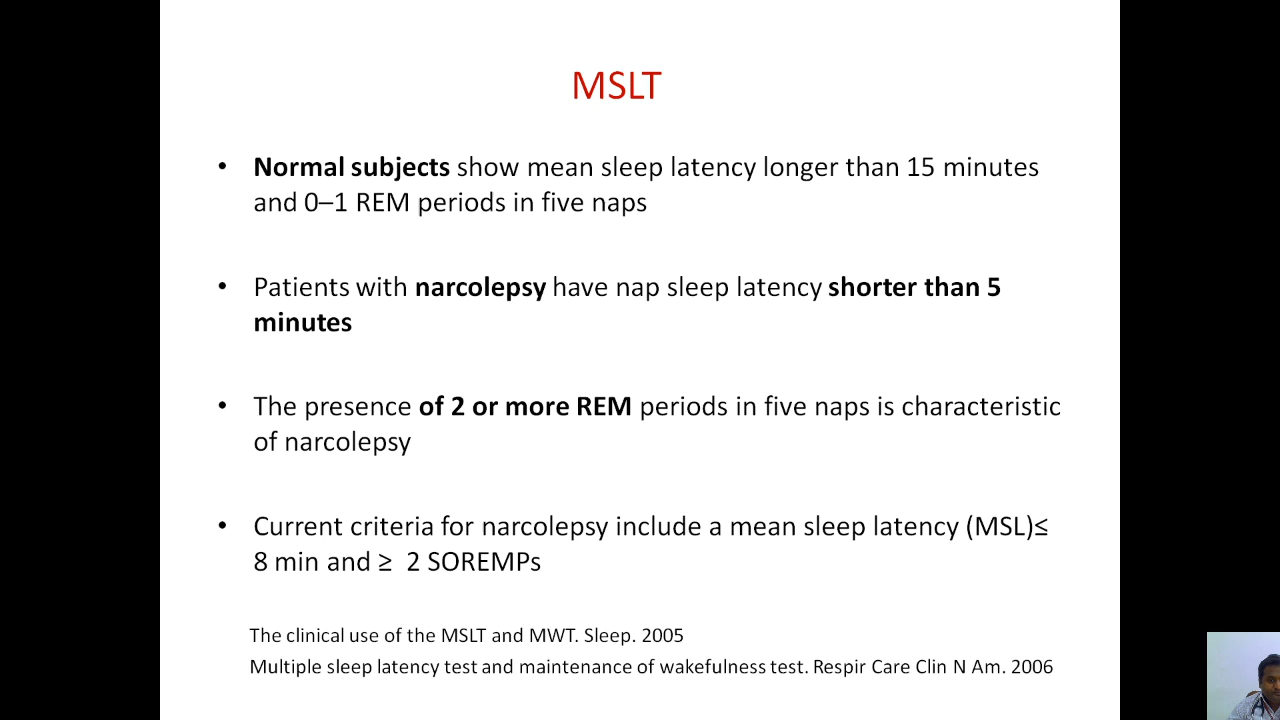 MSLT
• Normal subjects show mean sleep latency longer than 15 minutes
and 0–1 REM periods in five naps
• Patients with narcolepsy have nap sleep latency shorter than 5
minutes
• The presence of 2 or more REM periods in five naps is characteristic
of narcolepsy
• Current criteria for narcolepsy include a mean sleep latency (MSL)≤
8 min and ≥ 2 SOREMPs
The clinical use of the MSLT and MWT. Sleep. 2005
Multiple sleep latency test and maintenance of wakefulness test. Respir Care Clin N Am. 2006